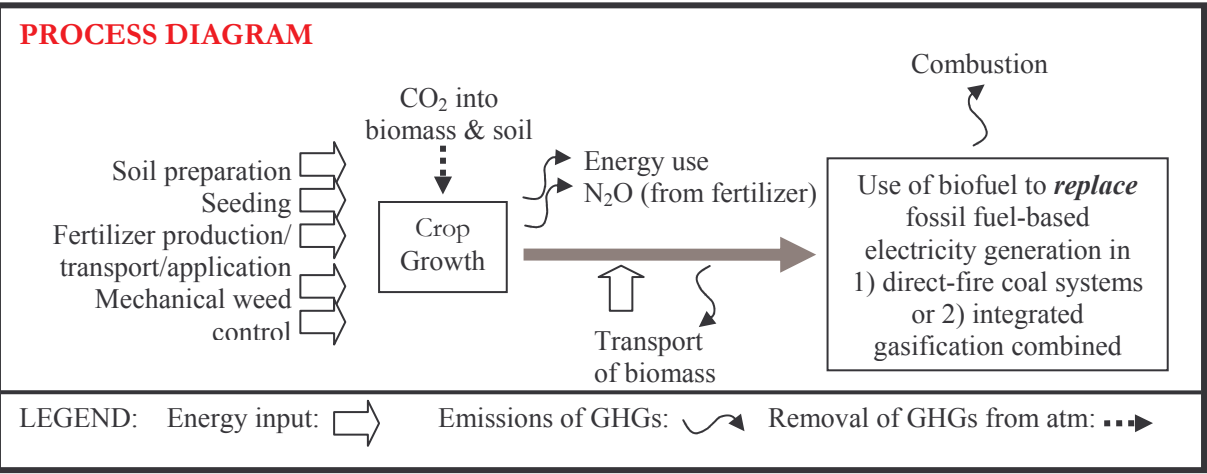 PROCESS DIAGRAM
Combustion
CO₂ into
biomass & soil
Soil preparation
Seeding
Fertilizer production/
transport/application
Mechanical weed
control
Crop
Growth
Energy use
N₂O (from fertilizer)
Transport
of biomass
Use of biofuel to replace
fossil fuel-based
electricity generation in
1) direct-fire coal systems
or 2) integrated
gasification combined
LEGEND: Energy input: Emissions of GHGs: Removal of GHGs from atm: